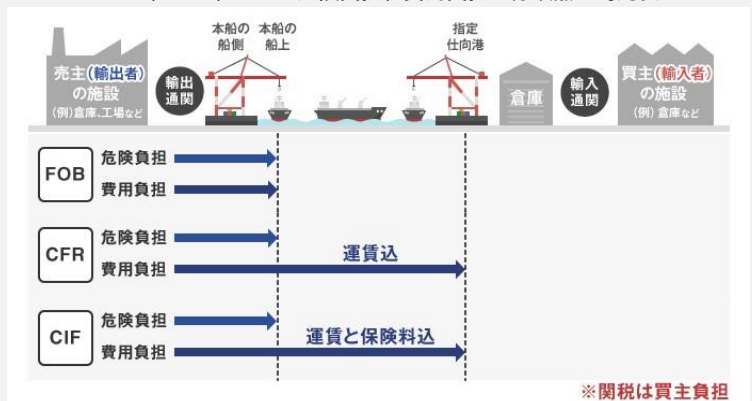 本船の
船側
本船の
船上
指定
仕向港
売主(輸出者)
の施設
(例)倉庫、工場など
輸出
通関
倉庫
輸入
通関
買主(輸入者)
の施設
(例)倉庫など
FOB
危険負担
費用負担
CFR
危険負担
費用負担
運賃込
CIF
危険負担
費用負担
運賃と保険料込
※関税は買主負担